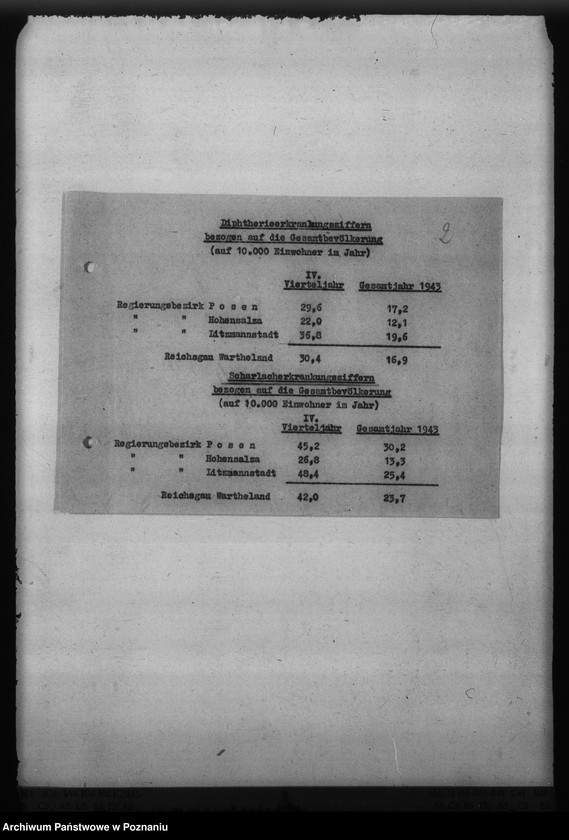 2
Diphtherieerkrankungsziffern
bezogen auf die Gesamtbevölkerung
(auf 10.000 Einwohner im Jahr)
IV.
Vierteljahr Gesamtjahr 1943
Regierungsbezirk P o s e n 29,6 17,2
" " Hohensalza 22,0 12,1
" " Litzmannstadt 36,8 19,6
Reichsgau Wartheland 30,4 16,9
Scharlacherkrankungsziffern
bezogen auf die Gesamtbevölkerung
(auf 10.000 Einwohner im Jahr)
IV.
Vierteljahr Gesamtjahr 1943
Regierungsbezirk P o s e n 45,2 30,2
" " Hohensalza 26,8 13,3
" " Litzmannstadt 48,4 25,4
Reichsgau Wartheland 42,0 23,7
Archiwum Państwowe w Poznaniu